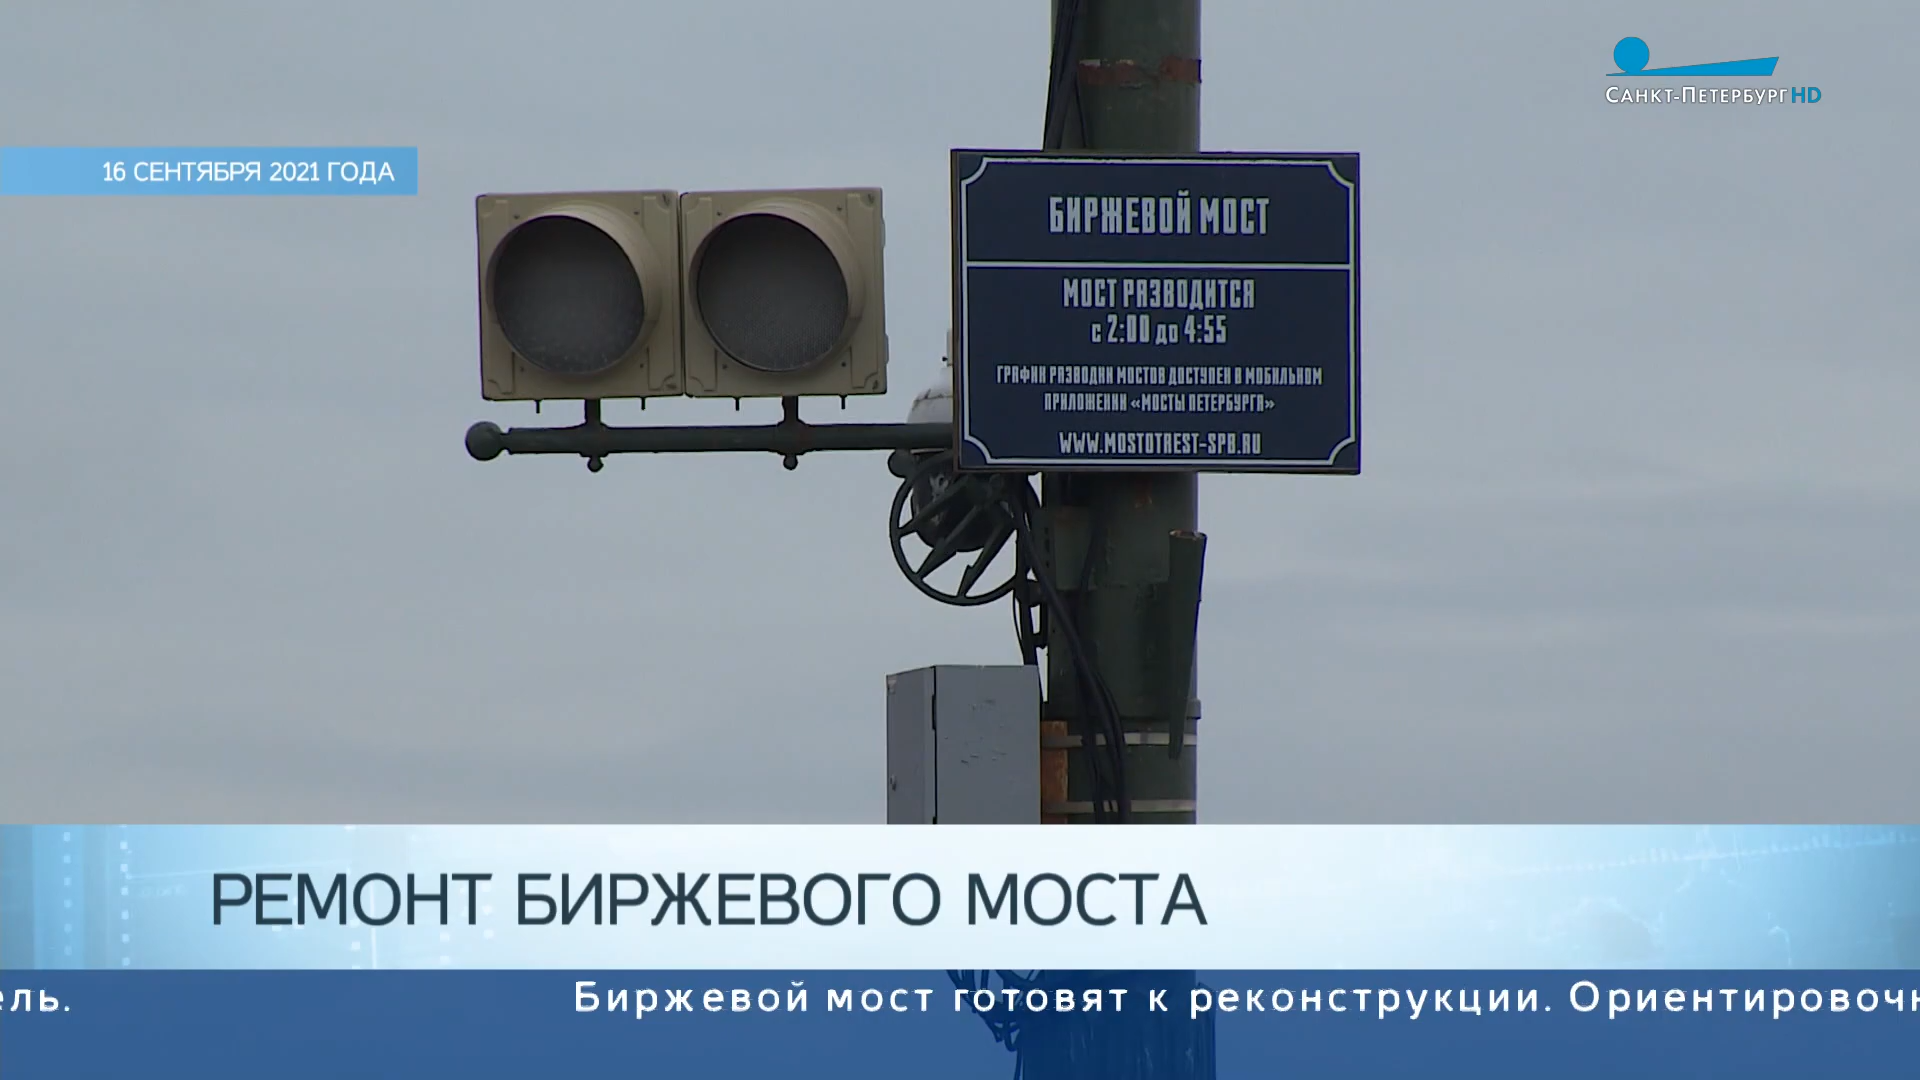 САНКТ-ПЕТЕРБУРГ HD
16 СЕНТЯБРЯ 2021 ГОДА
БИРЖЕВОЙ МОСТ
МОСТ РАЗВОДИТСЯ
с 2:00 до 4:55
ГРАФИК РАЗВОДКИ МОСТОВ ДОСТУПЕН В МОБИЛЬНОМ
ПРИЛОЖЕНИИ «МОСТЫ ПЕТЕРБУРГА»
WWW.MOSTOTREST-SPB.RU
РЕМОНТ БИРЖЕВОГО МОСТА
ель. Биржевой мост готовят к реконструкции. Ориентировочн